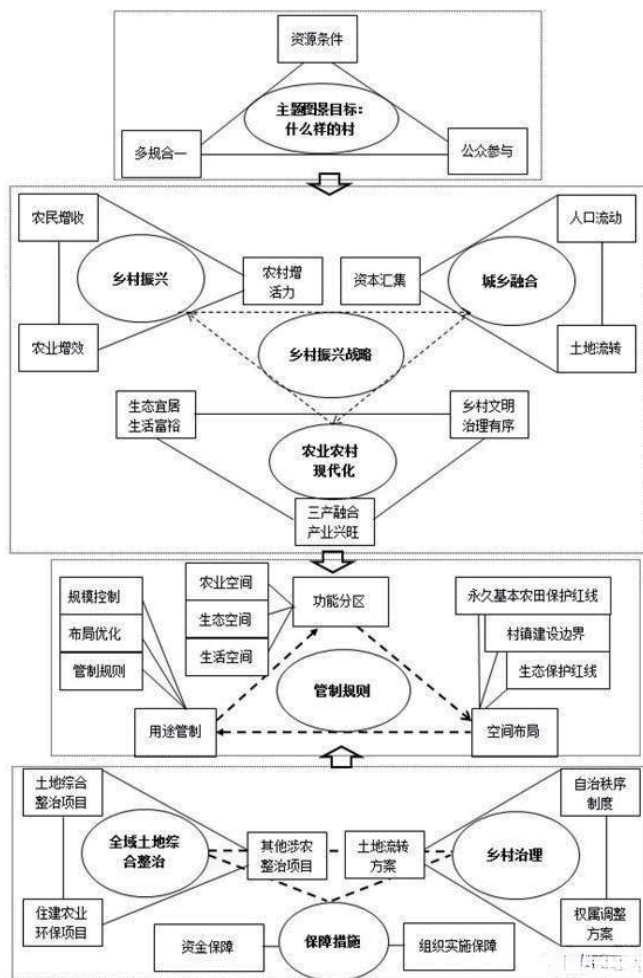 资源条件
主题图景目标：
什么样的村
多规合一
公众参与
农民增收
人口流动
乡村振兴
农村增
活力
资本汇集
城乡融合
农业增效
乡村振兴战略
土地流转
生态宜居
生活富裕
乡村文明
治理有序
农业农村
现代化
三产融合
产业兴旺
规模控制
农业空间
功能分区
永久基本农田保护红线
布局优化
生态空间
村镇建设边界
管制规则
生活空间
生态保护红线
管制规则
用途管制
空间布局
土地综合
整治项目
自治秩序
制度
全域土地综
合整治
其他涉农
整治项目
土地流转
方案
乡村治理
住建农业
环保项目
权属调整
方案
资金保障
保障措施
组织实施保障